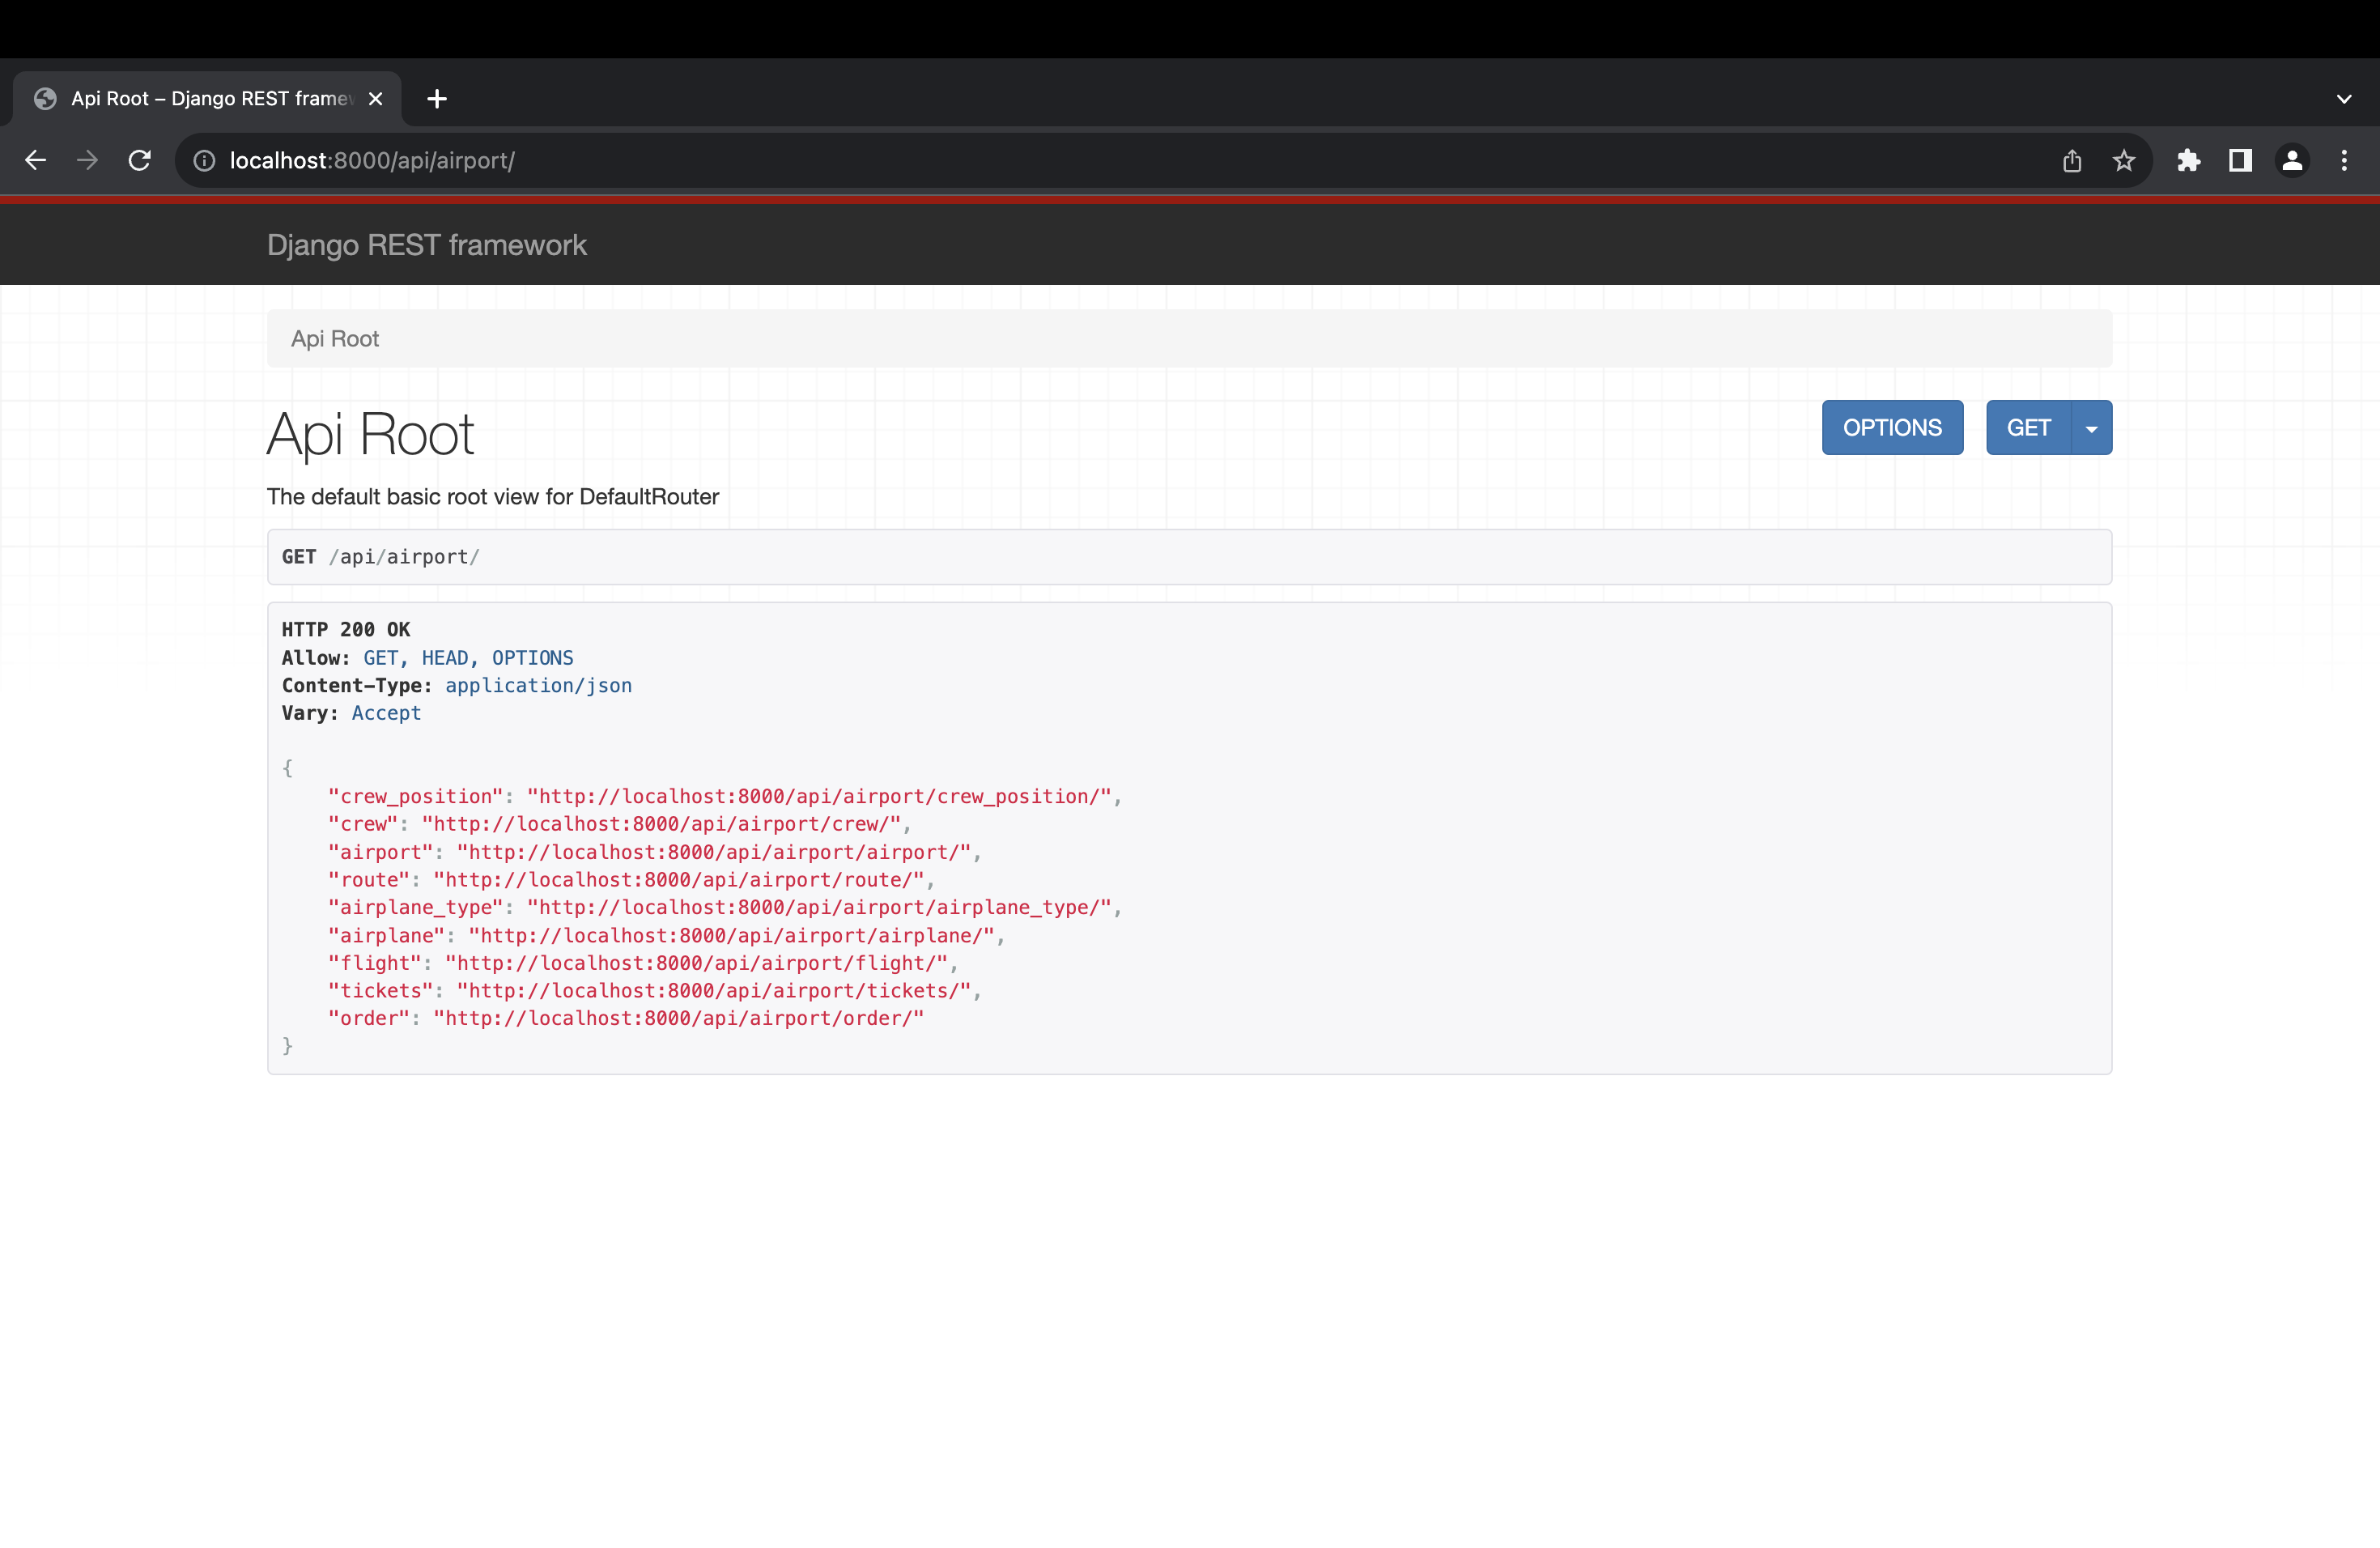 Api Root – Django REST framew
localhost:8000/api/airport/
Django REST framework
Api Root
Api Root
OPTIONS
GET
The default basic root view for DefaultRouter
GET /api/airport/
HTTP 200 OK
Allow: GET, HEAD, OPTIONS
Content-Type: application/json
Vary: Accept
{
    "crew_position": "http://localhost:8000/api/airport/crew_position/",
    "crew": "http://localhost:8000/api/airport/crew/",
    "airport": "http://localhost:8000/api/airport/airport/",
    "route": "http://localhost:8000/api/airport/route/",
    "airplane_type": "http://localhost:8000/api/airport/airplane_type/",
    "airplane": "http://localhost:8000/api/airport/airplane/",
    "flight": "http://localhost:8000/api/airport/flight/",
    "tickets": "http://localhost:8000/api/airport/tickets/",
    "order": "http://localhost:8000/api/airport/order/"
}